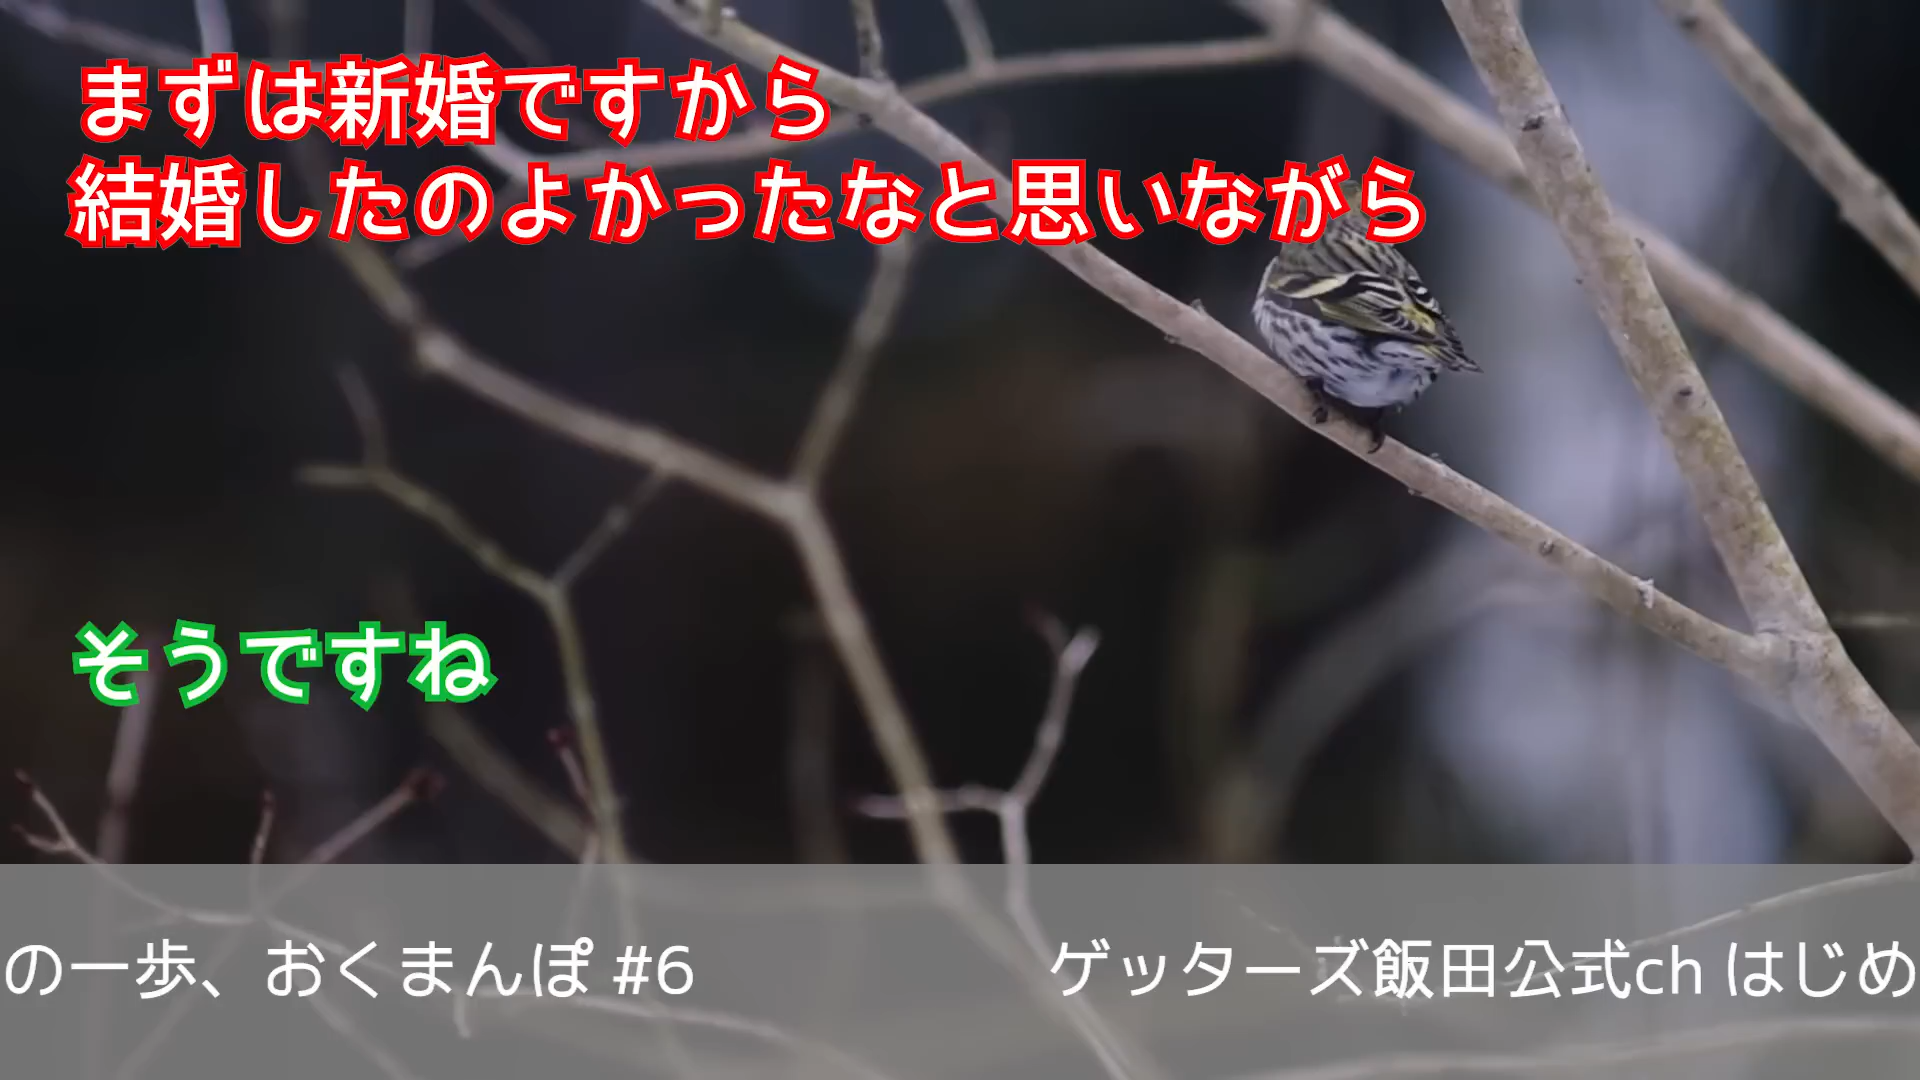 まずは新婚ですから
結婚したのよかったなと思いながら
そうですね
の一歩、おくまんぽ #6 ゲッターズ飯田公式ch はじめ